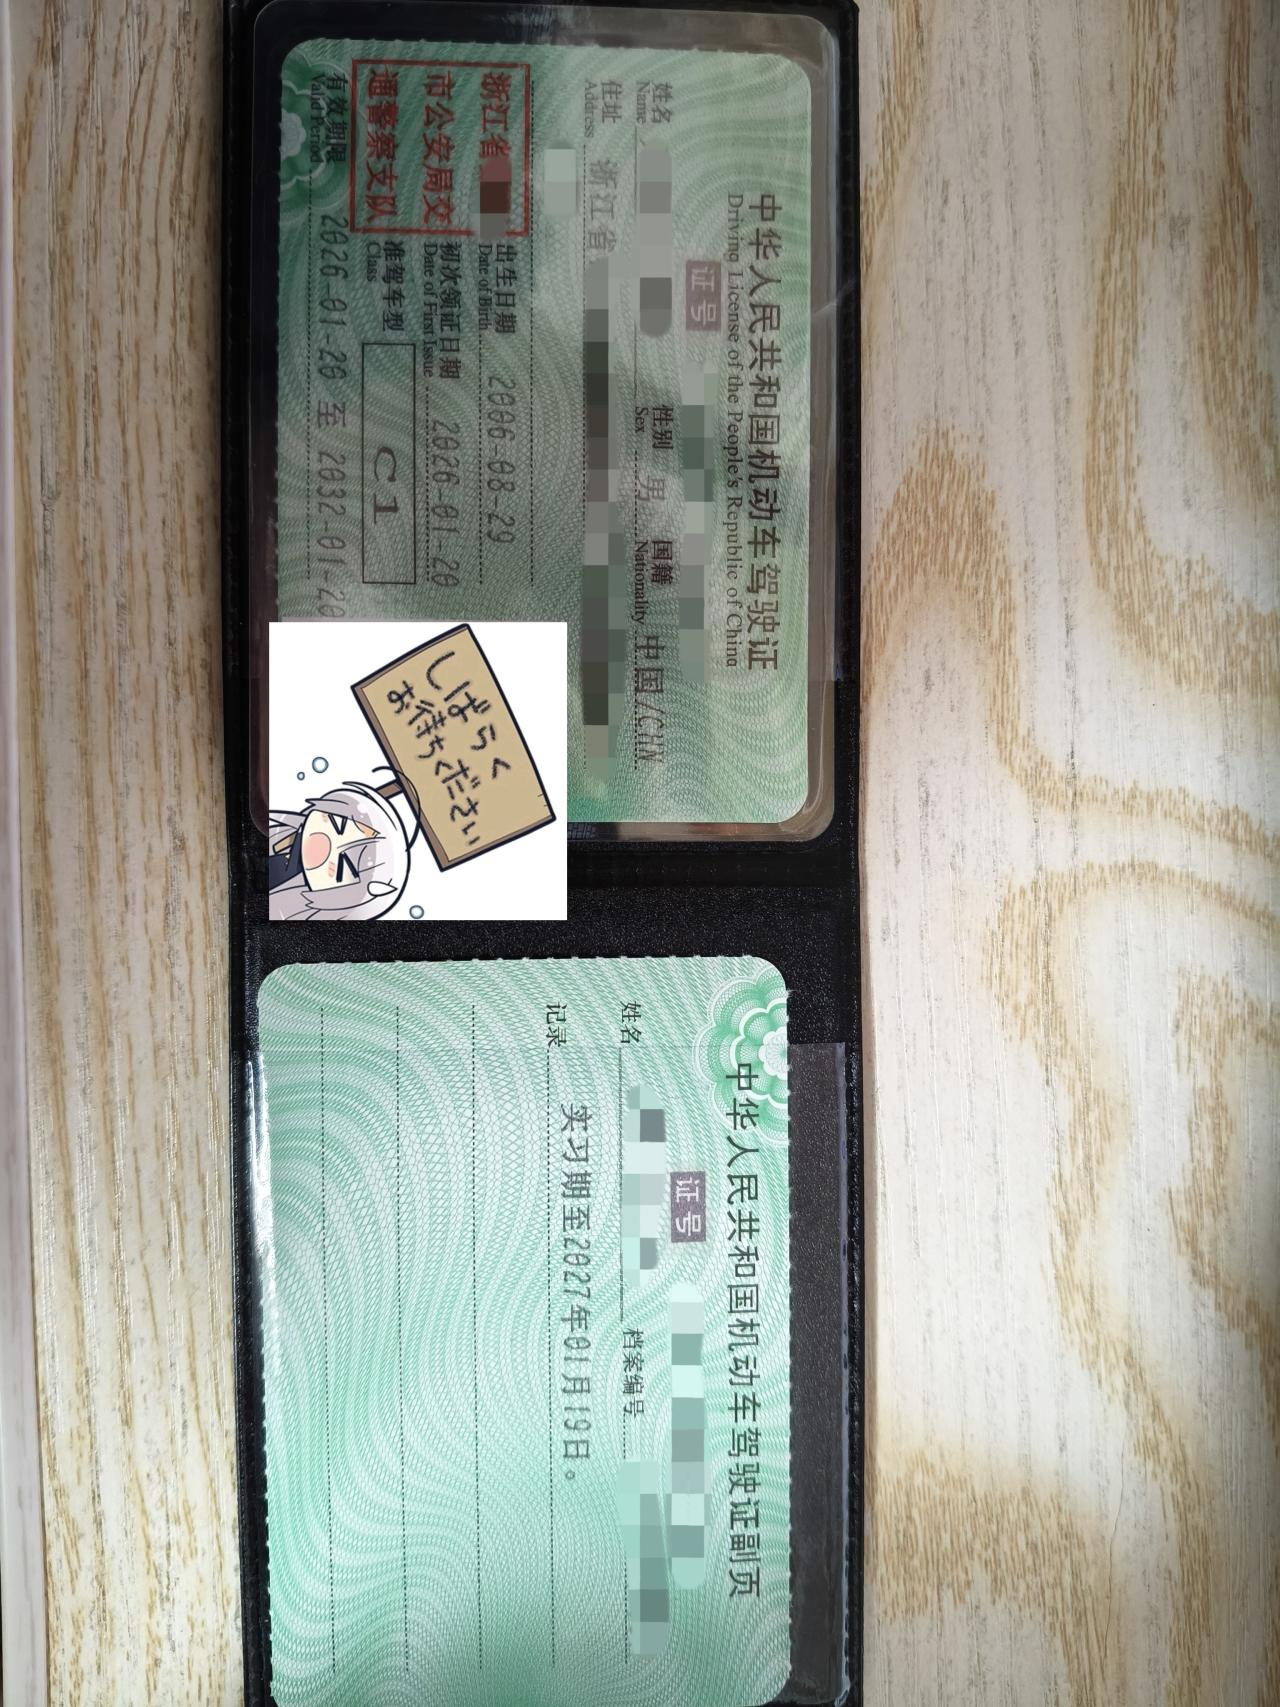 中华人民共和国机动车驾驶证
Driving License of the People's Republic of China
证号
姓名
Name
性别 男 国籍 中国/CHN
Sex Nationality
住址 浙江省
Address
浙江省
市公安局交
通警察支队
出生日期 2006-08-29
Date of Birth
初次领证日期 2026-01-20
Date of First Issue
准驾车型 C1
Class
有效期限 2026-01-20 至 2032-01-20
Valid Period
しばらく
お待ちください
中华人民共和国机动车驾驶证副页
证号
姓名 档案编号
记录 实习期至2027年01月19日。